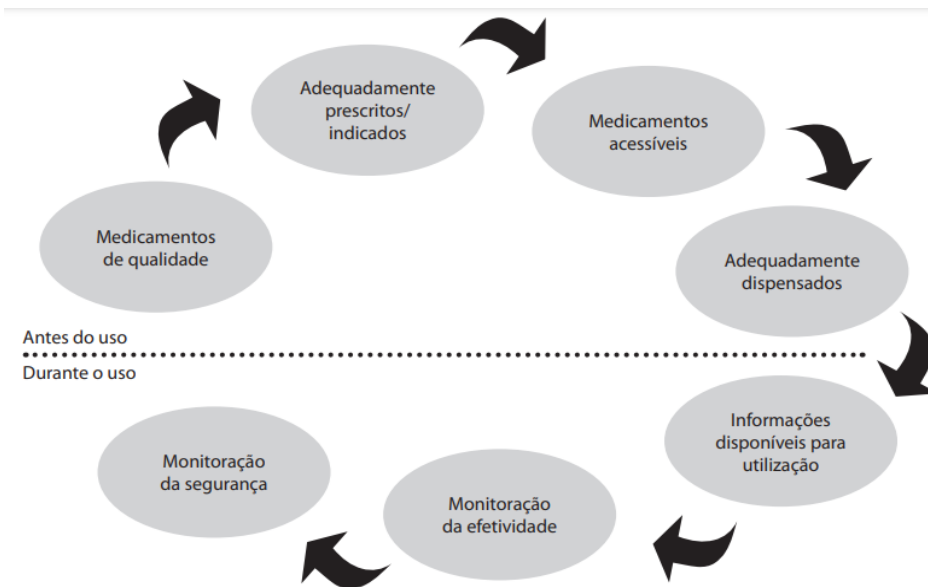 Adequadamente
prescritos/
indicados
Medicamentos
acessíveis
Medicamentos
de qualidade
Adequadamente
dispensados
Antes do uso
Durante o uso
Informações
disponíveis para
utilização
Monitoração
da efetividade
Monitoração
da segurança